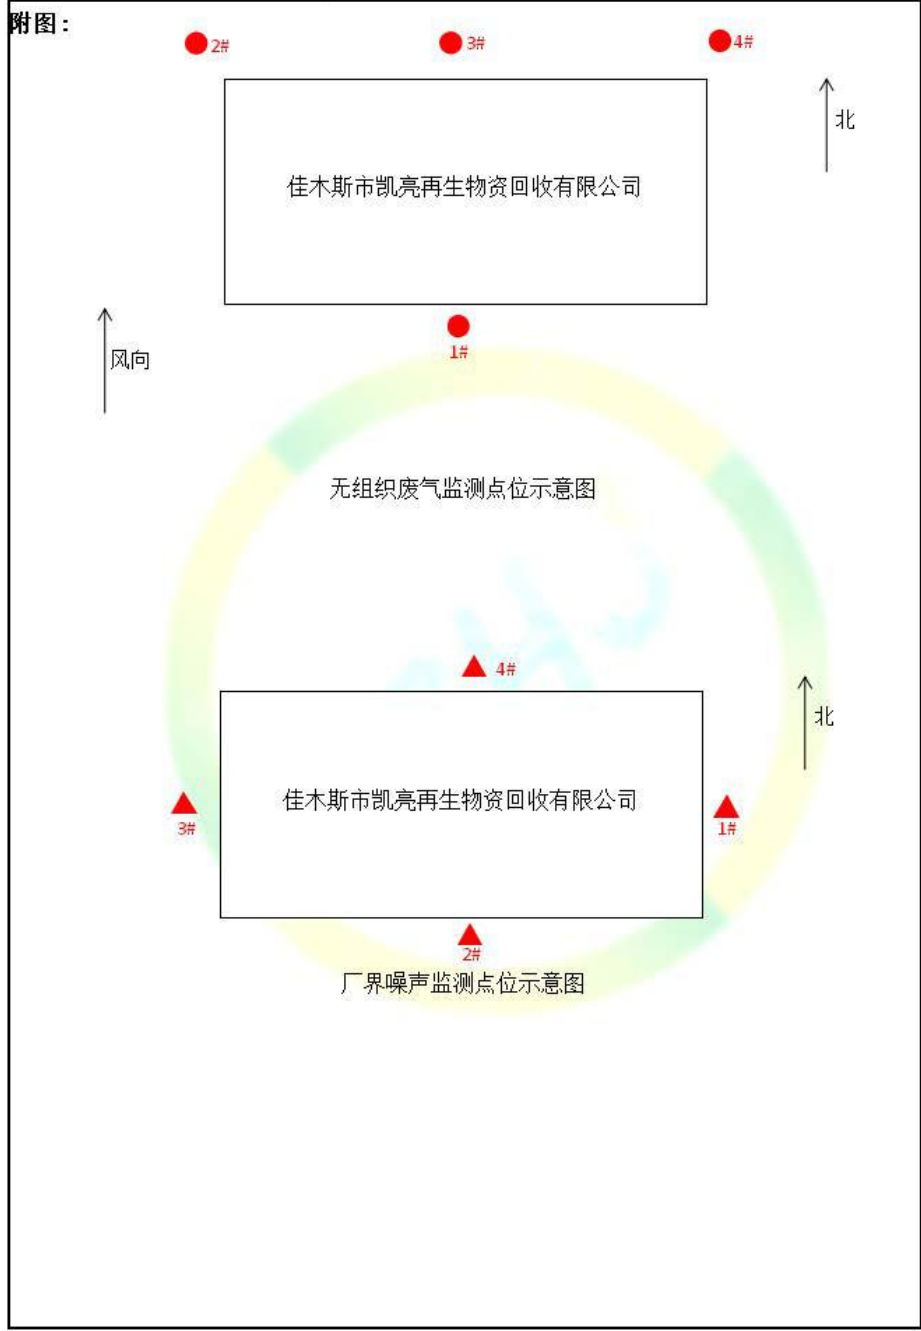 附图:
2#
3#
4#
北
佳木斯市凯亮再生物资回收有限公司
1#
风向
无组织废气监测点位示意图
4#
北
佳木斯市凯亮再生物资回收有限公司
3#
1#
2#
厂界噪声监测点位示意图